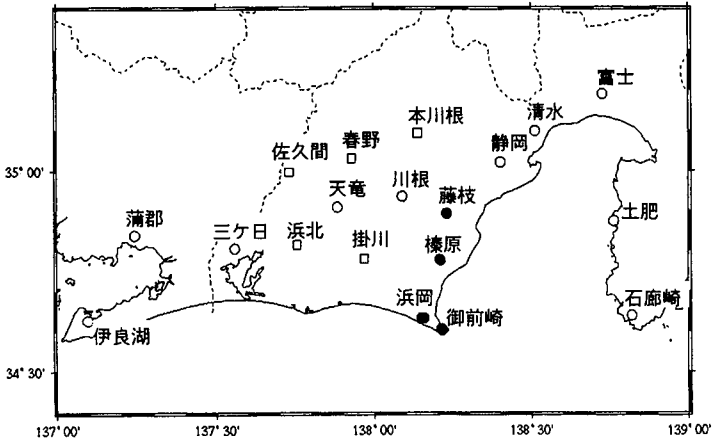 富士
清水
本川根
静岡
春野
佐久間
35° 00'
川根
天竜
藤枝
土肥
蒲郡
三ケ日
浜北
掛川
榛原
浜岡
石廊崎
御前崎
伊良湖
34° 30'
137° 00'
137° 30'
138° 00'
138° 30'
139° 00'